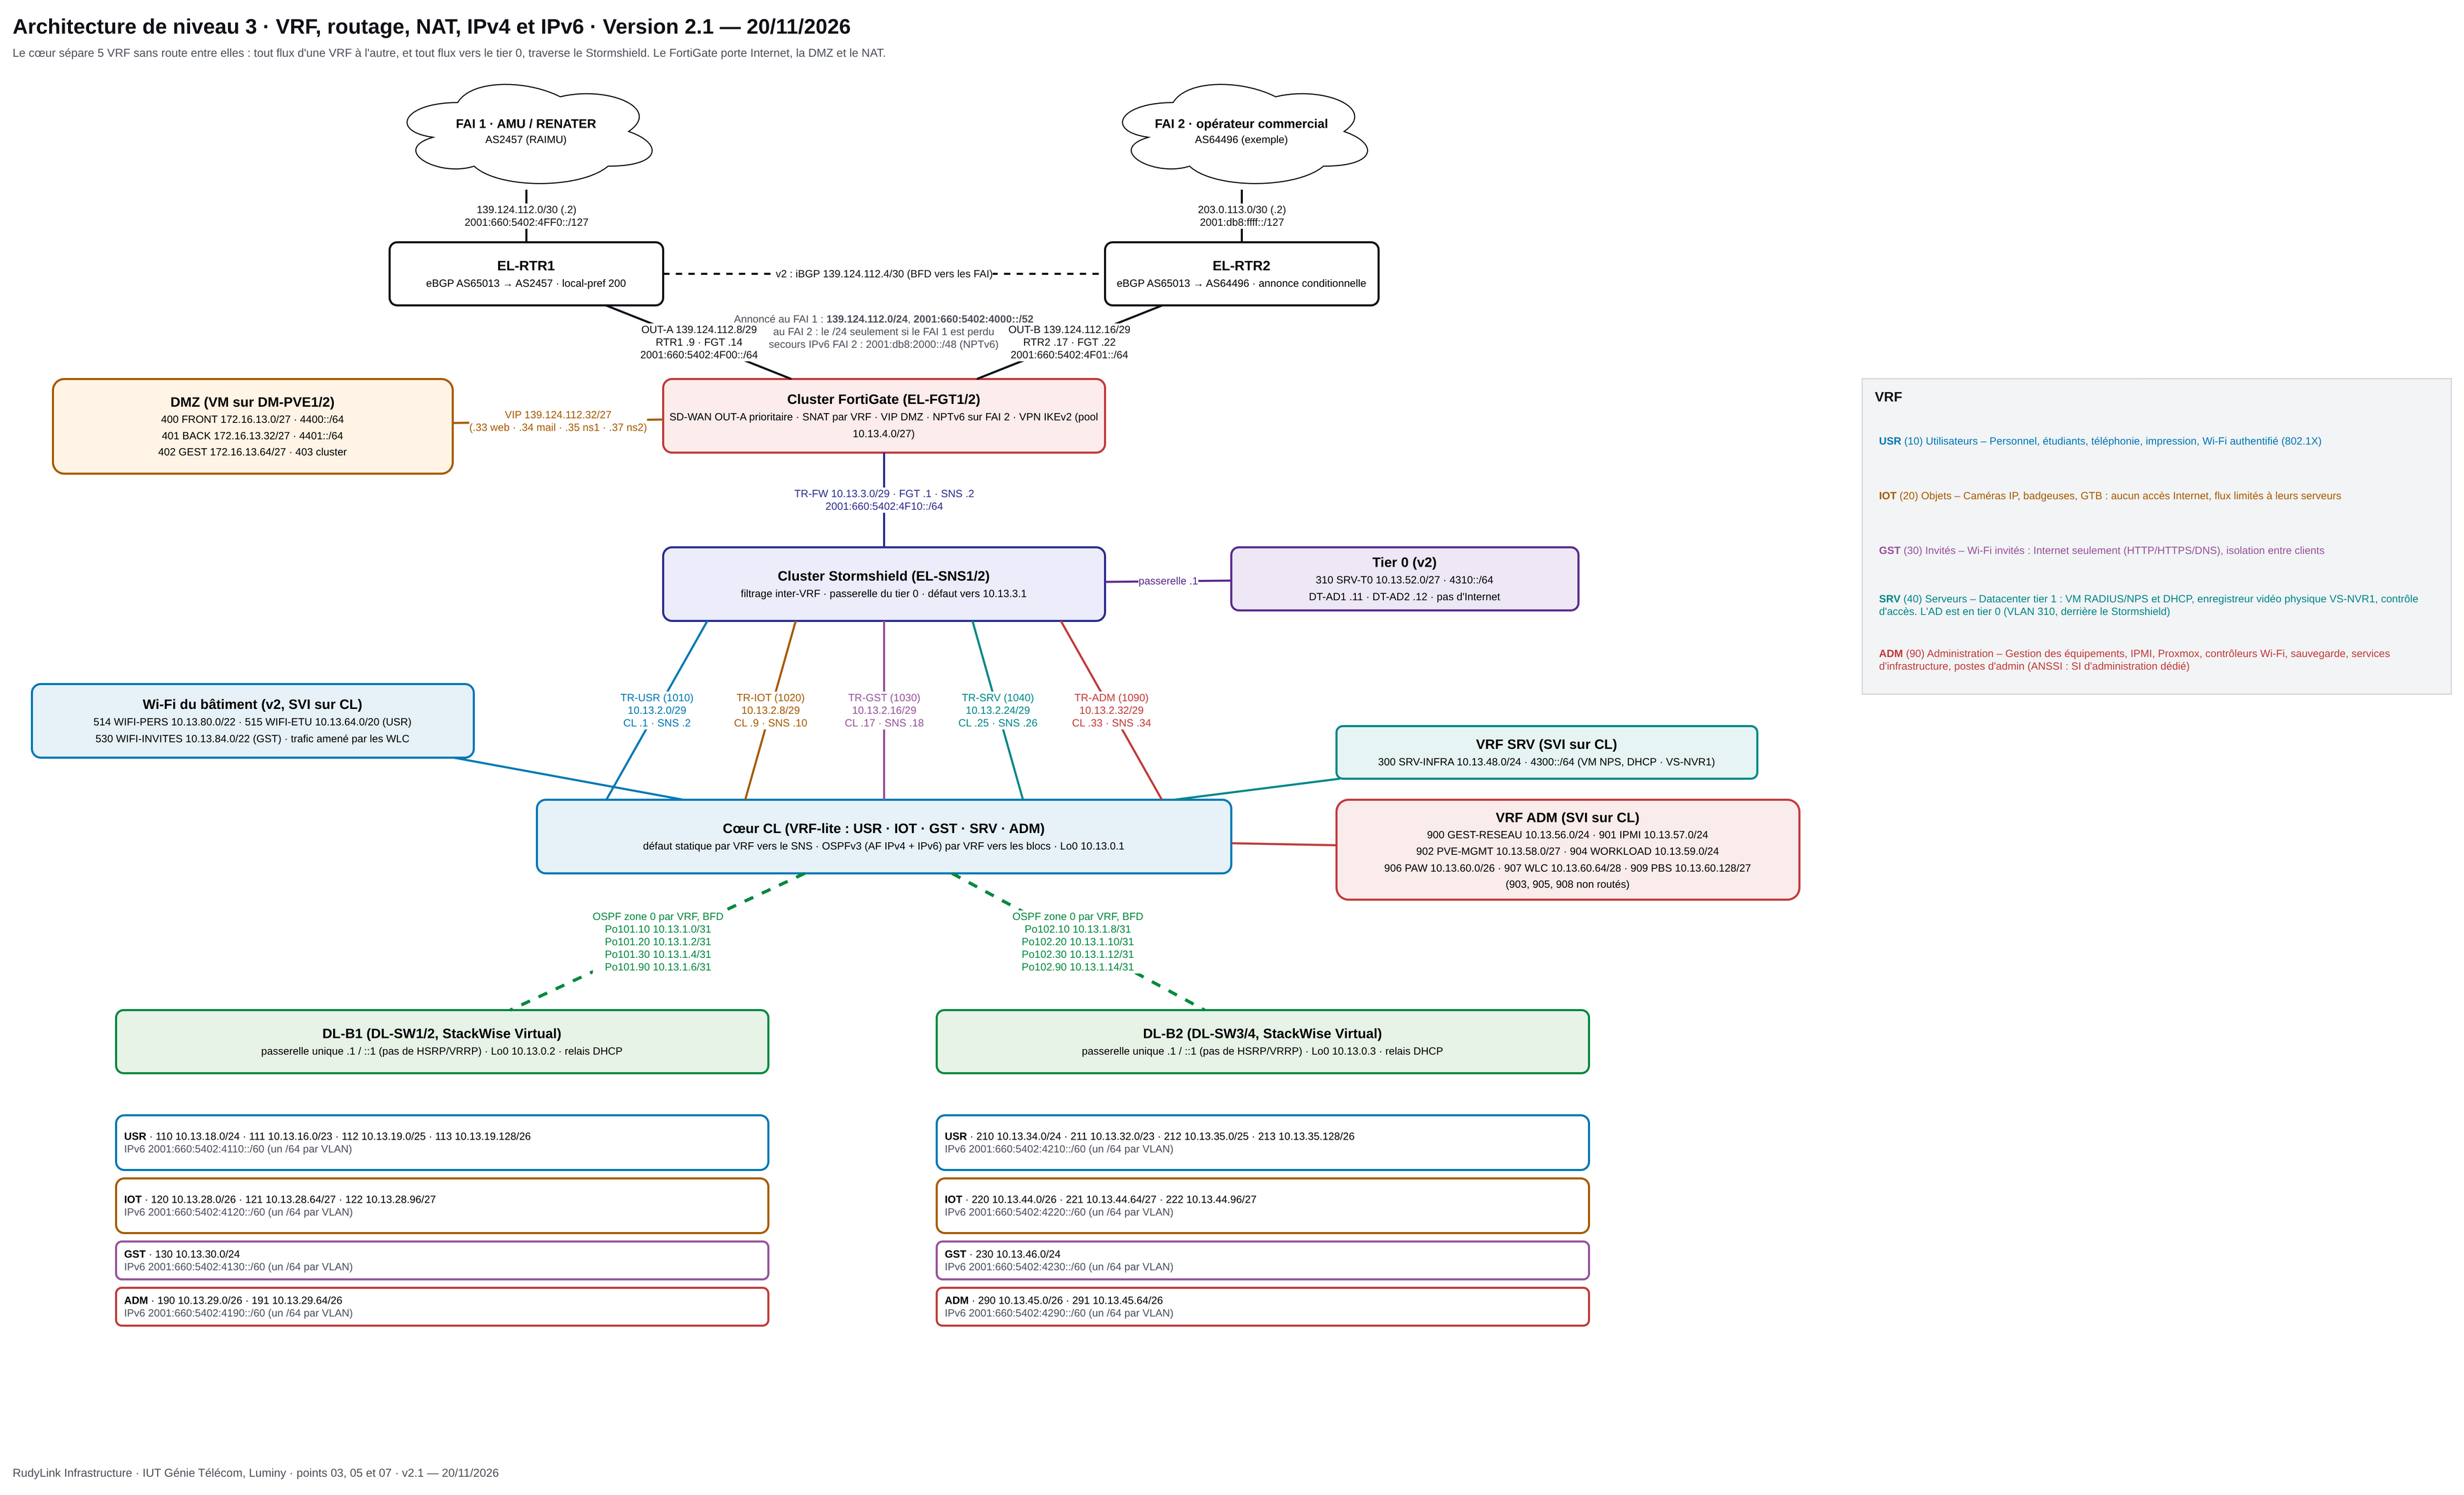 Architecture de niveau 3 · VRF, routage, NAT, IPv4 et IPv6 · Version 2.1 — 20/11/2026
Le cœur sépare 5 VRF sans route entre elles : tout flux d'une VRF à l'autre, et tout flux vers le tier 0, traverse le Stormshield. Le FortiGate porte Internet, la DMZ et le NAT.
FAI 1 · AMU / RENATER
AS2457 (RAIMU)
FAI 2 · opérateur commercial
AS64496 (exemple)
139.124.112.0/30 (.2)
2001:660:5402:4FF0::/127
203.0.113.0/30 (.2)
2001:db8:ffff::/127
EL-RTR1
eBGP AS65013 → AS2457 · local-pref 200
v2 : iBGP 139.124.112.4/30 (BFD vers les FAI)
EL-RTR2
eBGP AS65013 → AS64496 · annonce conditionnelle
Annoncé au FAI 1 : 139.124.112.0/24, 2001:660:5402:4000::/52
au FAI 2 : le /24 seulement si le FAI 1 est perdu
secours IPv6 FAI 2 : 2001:db8:2000::/48 (NPTv6)
OUT-A 139.124.112.8/29
RTR1 .9 · FGT .14
2001:660:5402:4F00::/64
OUT-B 139.124.112.16/29
RTR2 .17 · FGT .22
2001:660:5402:4F01::/64
DMZ (VM sur DM-PVE1/2)
400 FRONT 172.16.13.0/27 · 4400::/64
401 BACK 172.16.13.32/27 · 4401::/64
402 GEST 172.16.13.64/27 · 403 cluster
VIP 139.124.112.32/27
(.33 web · .34 mail · .35 ns1 · .37 ns2)
Cluster FortiGate (EL-FGT1/2)
SD-WAN OUT-A prioritaire · SNAT par VRF · VIP DMZ · NPTv6 sur FAI 2 · VPN IKEv2 (pool
10.13.4.0/27)
VRF
USR (10) Utilisateurs – Personnel, étudiants, téléphonie, impression, Wi-Fi authentifié (802.1X)
IOT (20) Objets – Caméras IP, badgeuses, GTB : aucun accès Internet, flux limités à leurs serveurs
GST (30) Invités – Wi-Fi invités : Internet seulement (HTTP/HTTPS/DNS), isolation entre clients
SRV (40) Serveurs – Datacenter tier 1 : VM RADIUS/NPS et DHCP, enregistreur vidéo physique VS-NVR1, contrôle
d'accès. L'AD est en tier 0 (VLAN 310, derrière le Stormshield)
ADM (90) Administration – Gestion des équipements, IPMI, Proxmox, contrôleurs Wi-Fi, sauvegarde, services
d'infrastructure, postes d'admin (ANSSI : SI d'administration dédié)
TR-FW 10.13.3.0/29 · FGT .1 · SNS .2
2001:660:5402:4F10::/64
Cluster Stormshield (EL-SNS1/2)
filtrage inter-VRF · passerelle du tier 0 · défaut vers 10.13.3.1
passerelle .1
Tier 0 (v2)
310 SRV-T0 10.13.52.0/27 · 4310::/64
DT-AD1 .11 · DT-AD2 .12 · pas d'Internet
Wi-Fi du bâtiment (v2, SVI sur CL)
514 WIFI-PERS 10.13.80.0/22 · 515 WIFI-ETU 10.13.64.0/20 (USR)
530 WIFI-INVITES 10.13.84.0/22 (GST) · trafic amené par les WLC
TR-USR (1010)
10.13.2.0/29
CL .1 · SNS .2
TR-IOT (1020)
10.13.2.8/29
CL .9 · SNS .10
TR-GST (1030)
10.13.2.16/29
CL .17 · SNS .18
TR-SRV (1040)
10.13.2.24/29
CL .25 · SNS .26
TR-ADM (1090)
10.13.2.32/29
CL .33 · SNS .34
VRF SRV (SVI sur CL)
300 SRV-INFRA 10.13.48.0/24 · 4300::/64 (VM NPS, DHCP · VS-NVR1)
Cœur CL (VRF-lite : USR · IOT · GST · SRV · ADM)
défaut statique par VRF vers le SNS · OSPFv3 (AF IPv4 + IPv6) par VRF vers les blocs · Lo0 10.13.0.1
VRF ADM (SVI sur CL)
900 GEST-RESEAU 10.13.56.0/24 · 901 IPMI 10.13.57.0/24
902 PVE-MGMT 10.13.58.0/27 · 904 WORKLOAD 10.13.59.0/24
906 PAW 10.13.60.0/26 · 907 WLC 10.13.60.64/28 · 909 PBS 10.13.60.128/27
(903, 905, 908 non routés)
OSPF zone 0 par VRF, BFD
Po101.10 10.13.1.0/31
Po101.20 10.13.1.2/31
Po101.30 10.13.1.4/31
Po101.90 10.13.1.6/31
OSPF zone 0 par VRF, BFD
Po102.10 10.13.1.8/31
Po102.20 10.13.1.10/31
Po102.30 10.13.1.12/31
Po102.90 10.13.1.14/31
DL-B1 (DL-SW1/2, StackWise Virtual)
passerelle unique .1 / ::1 (pas de HSRP/VRRP) · Lo0 10.13.0.2 · relais DHCP
DL-B2 (DL-SW3/4, StackWise Virtual)
passerelle unique .1 / ::1 (pas de HSRP/VRRP) · Lo0 10.13.0.3 · relais DHCP
USR · 110 10.13.18.0/24 · 111 10.13.16.0/23 · 112 10.13.19.0/25 · 113 10.13.19.128/26
IPv6 2001:660:5402:4110::/60 (un /64 par VLAN)
IOT · 120 10.13.28.0/26 · 121 10.13.28.64/27 · 122 10.13.28.96/27
IPv6 2001:660:5402:4120::/60 (un /64 par VLAN)
GST · 130 10.13.30.0/24
IPv6 2001:660:5402:4130::/60 (un /64 par VLAN)
ADM · 190 10.13.29.0/26 · 191 10.13.29.64/26
IPv6 2001:660:5402:4190::/60 (un /64 par VLAN)
USR · 210 10.13.34.0/24 · 211 10.13.32.0/23 · 212 10.13.35.0/25 · 213 10.13.35.128/26
IPv6 2001:660:5402:4210::/60 (un /64 par VLAN)
IOT · 220 10.13.44.0/26 · 221 10.13.44.64/27 · 222 10.13.44.96/27
IPv6 2001:660:5402:4220::/60 (un /64 par VLAN)
GST · 230 10.13.46.0/24
IPv6 2001:660:5402:4230::/60 (un /64 par VLAN)
ADM · 290 10.13.45.0/26 · 291 10.13.45.64/26
IPv6 2001:660:5402:4290::/60 (un /64 par VLAN)
RudyLink Infrastructure · IUT Génie Télécom, Luminy · points 03, 05 et 07 · v2.1 — 20/11/2026